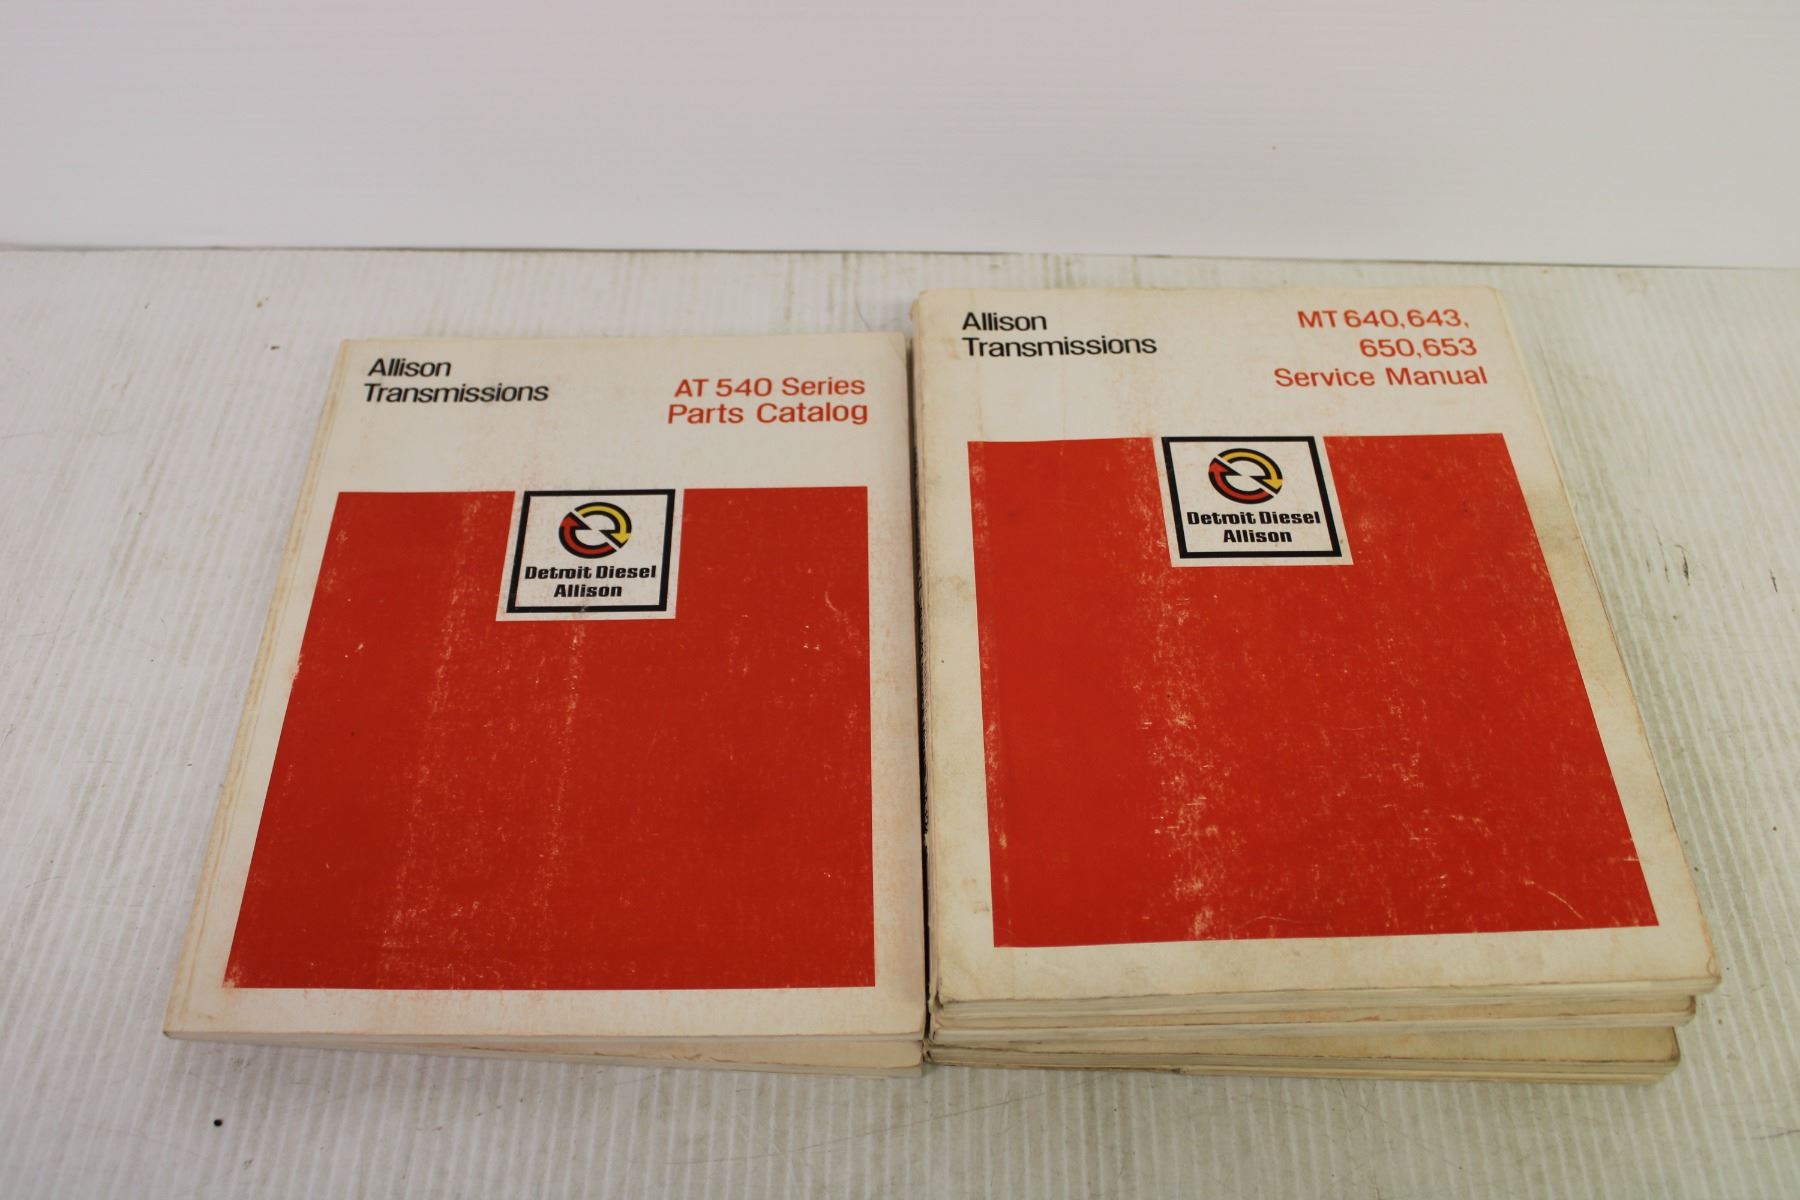 Allison
Transmissions
AT 540 Series
Parts Catalog
Detroit Diesel
Allison
Allison
Transmissions
MT 640, 643,
650, 653
Service Manual
Detroit Diesel
Allison